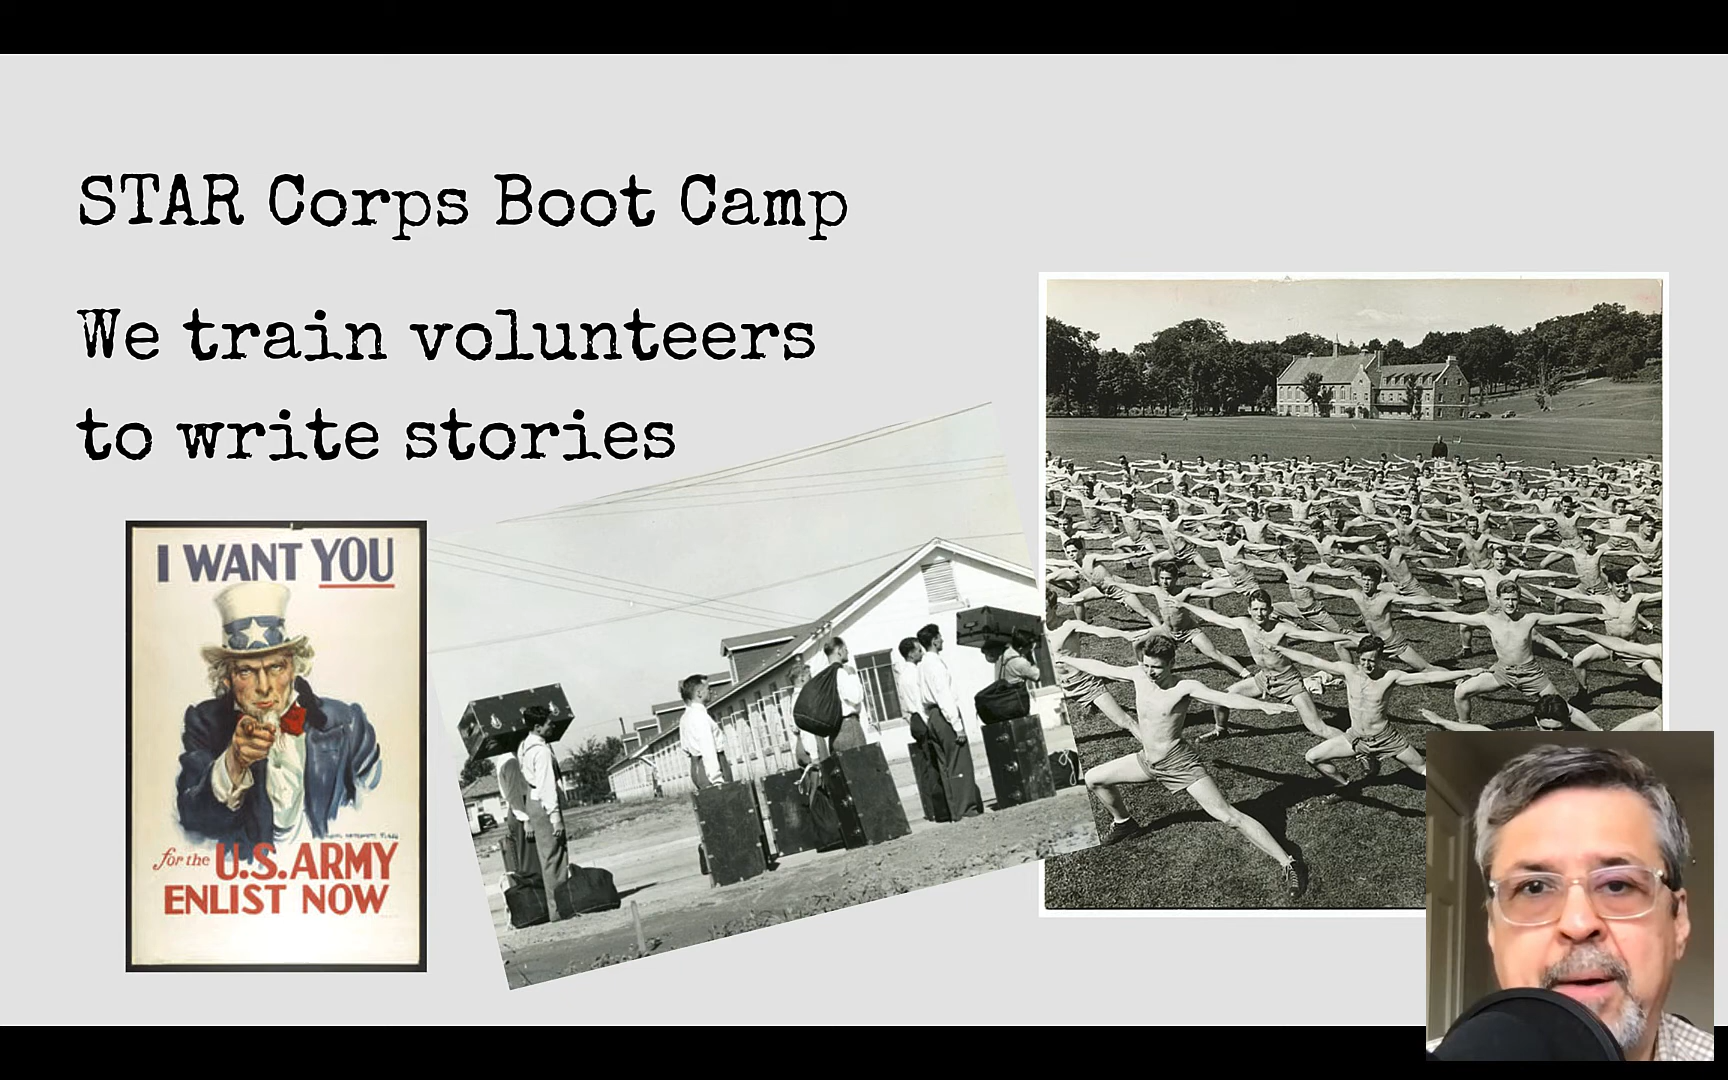 STAR Corps Boot Camp
We train volunteers
to write stories
I WANT YOU
for the U.S. ARMY
ENLIST NOW